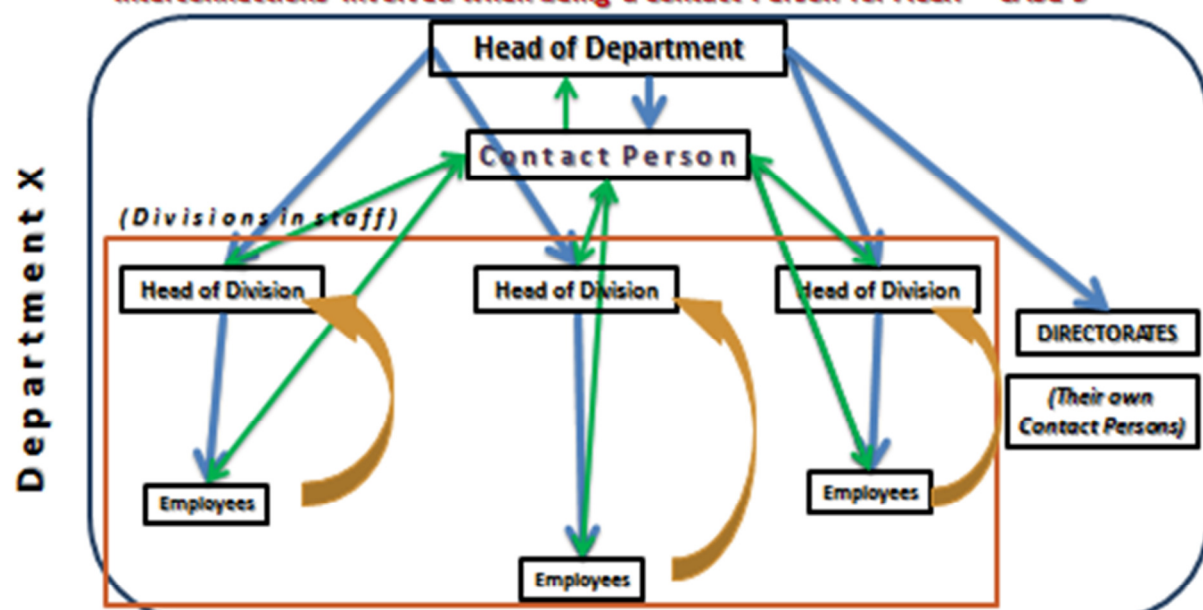 Head of Department
Contact Person
(Divisions in staff)
Head of Division
Head of Division
Head of Division
DIRECTORATES
(Their own
Contact Persons)
Employees
Employees
Employees
Department X